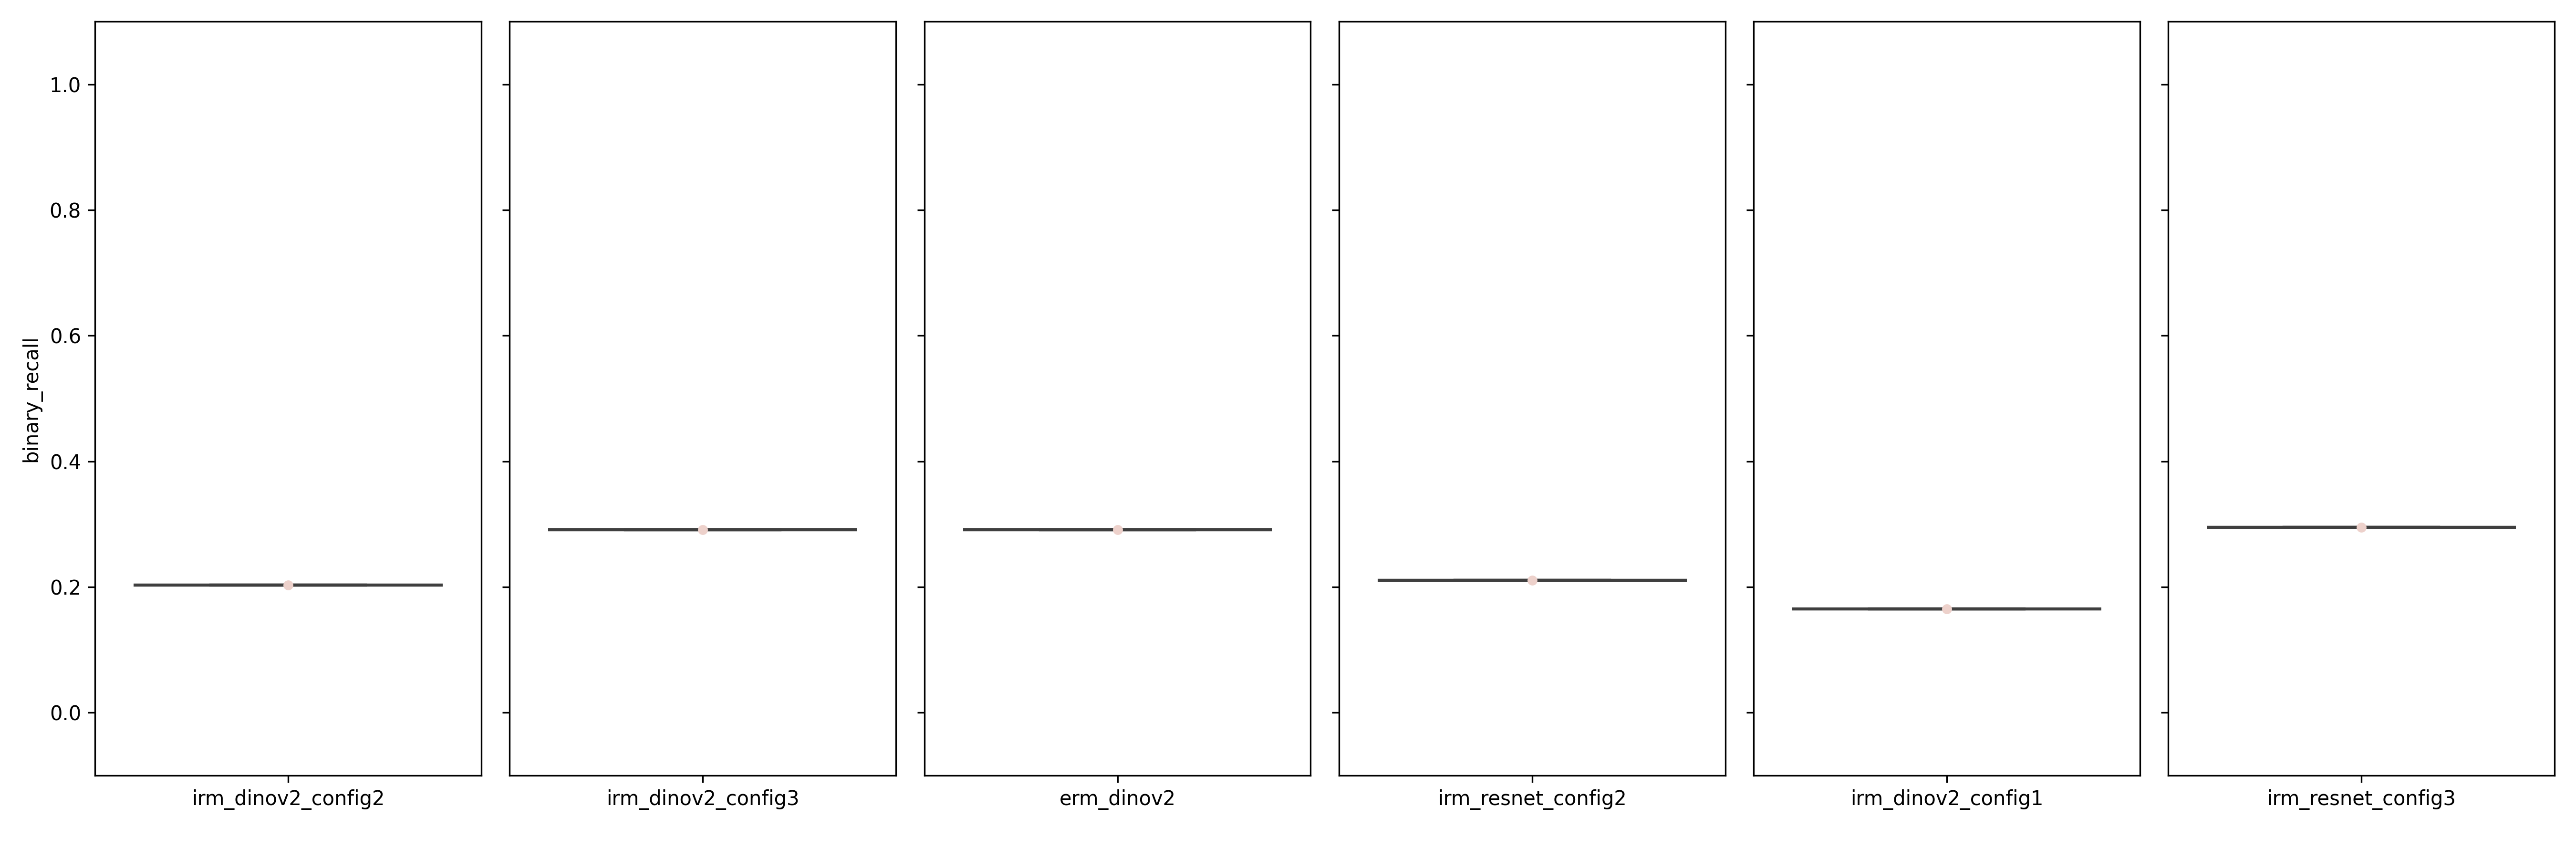 binary_recall
1.0
0.8
0.6
0.4
0.2
0.0
irm_dinov2_config2
irm_dinov2_config3
erm_dinov2
irm_resnet_config2
irm_dinov2_config1
irm_resnet_config3